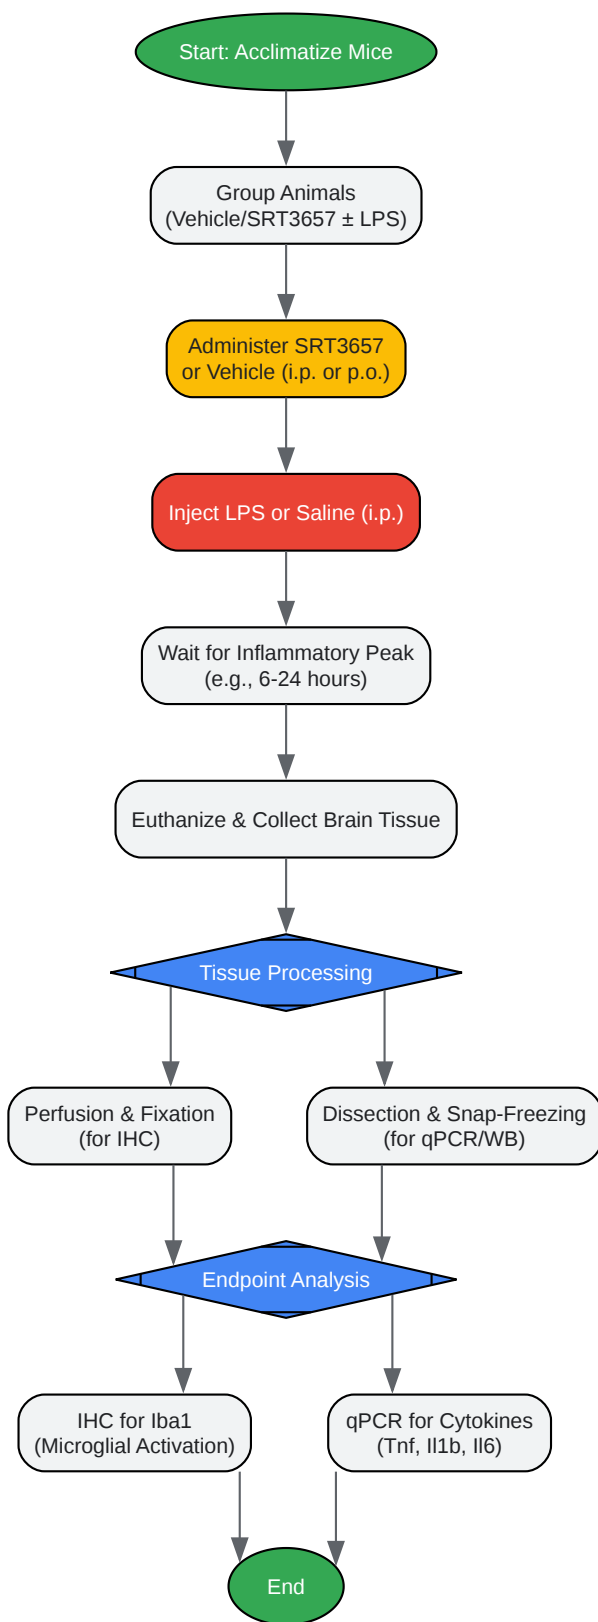 Start: Acclimatize Mice
Group Animals
(Vehicle/SRT3657 ± LPS)
Administer SRT3657
or Vehicle (i.p. or p.o.)
Inject LPS or Saline (i.p.)
Wait for Inflammatory Peak
(e.g., 6-24 hours)
Euthanize & Collect Brain Tissue
Tissue Processing
Perfusion & Fixation
(for IHC)
Dissection & Snap-Freezing
(for qPCR/WB)
Endpoint Analysis
IHC for Iba1
(Microglial Activation)
qPCR for Cytokines
(Tnf, Il1b, Il6)
End